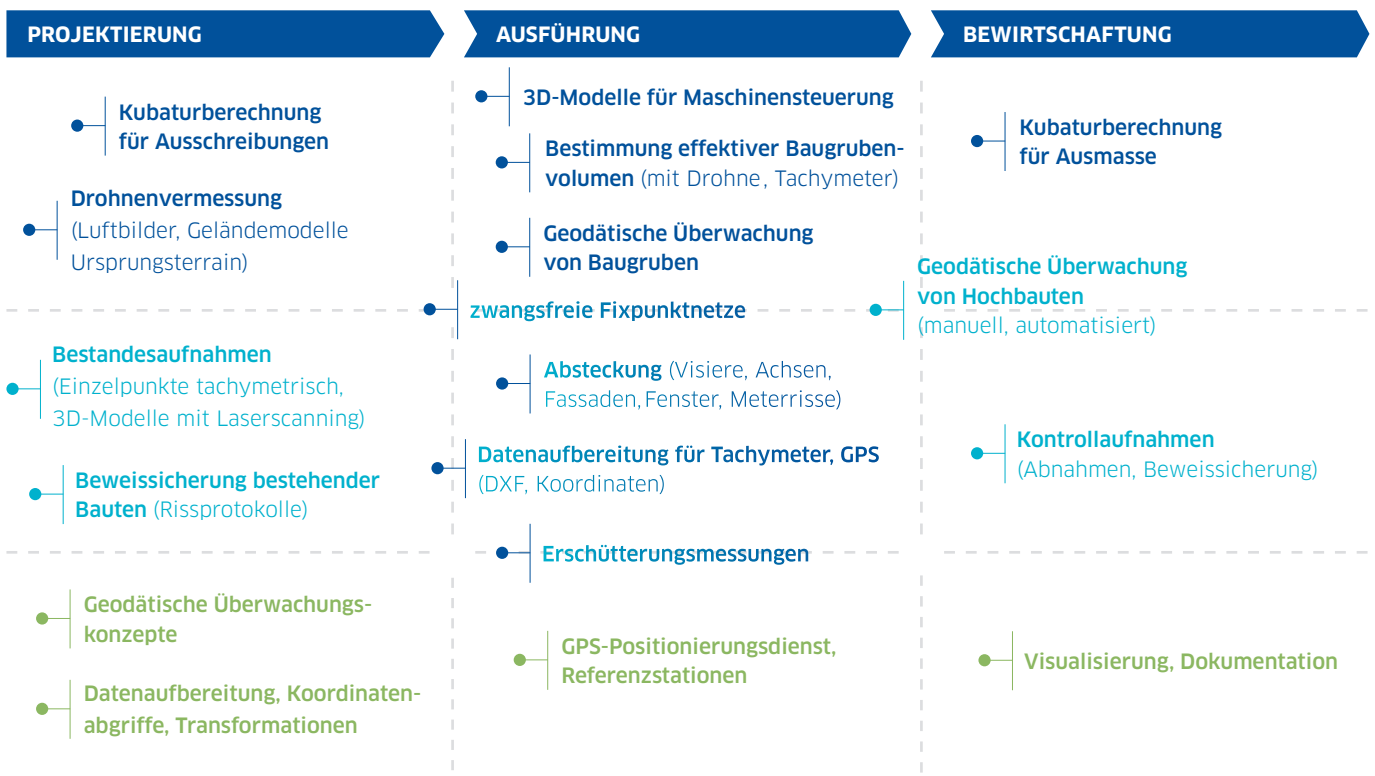 PROJEKTIERUNG
Kubaturberechnung
für Ausschreibungen
Drohnenvermessung
(Luftbilder, Geländemodelle
Ursprungsterrain)
Bestandesaufnahmen
(Einzelpunkte tachymetrisch,
3D-Modelle mit Laserscanning)
Beweissicherung bestehender
Bauten (Rissprotokolle)
Geodätische Überwachungs-
konzepte
Datenaufbereitung, Koordinaten-
abgriffe, Transformationen
AUSFÜHRUNG
3D-Modelle für Maschinensteuerung
Bestimmung effektiver Baugruben-
volumen (mit Drohne, Tachymeter)
Geodätische Überwachung
von Baugruben
zwangsfreie Fixpunktnetze
Absteckung (Visiere, Achsen,
Fassaden, Fenster, Meterrisse)
Datenaufbereitung für Tachymeter, GPS
(DXF, Koordinaten)
Erschütterungsmessungen
GPS-Positionierungsdienst,
Referenzstationen
BEWIRTSCHAFTUNG
Kubaturberechnung
für Ausmasse
Geodätische Überwachung
von Hochbauten
(manuell, automatisiert)
Kontrollaufnahmen
(Abnahmen, Beweissicherung)
Visualisierung, Dokumentation